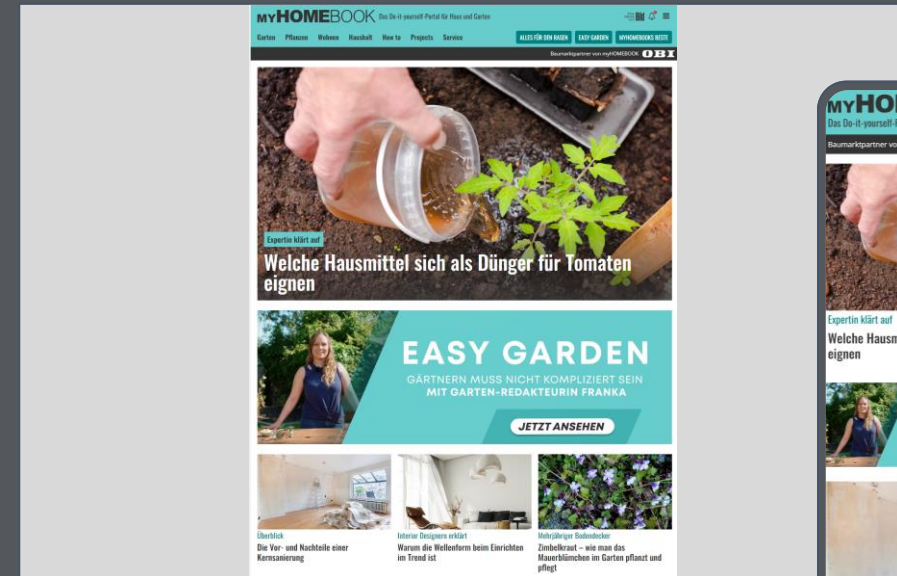 MYHOMEBOOK Das Do-it-yourself-Portal für Haus und Garten
Garten Pflanzen Wohnen Haushalt How to Projects Service ALLES FÜR DEN RASEN EASY GARDEN MYHOMEBOOKS BESTE
Baumarktpartner von myHOMEBOOK OBI
Expertin klärt auf
Welche Hausmittel sich als Dünger für Tomaten
eignen
EASY GARDEN
GÄRTNERN MUSS NICHT KOMPLIZIERT SEIN
MIT GARTEN-REDAKTEURIN FRANKA
JETZT ANSEHEN
Überblick
Die Vor- und Nachteile einer
Kernsanierung
Interior Designern erklärt
Warum die Wellenform beim Einrichten
im Trend ist
Mehrjähriger Bodendecker
Zimbelkraut – wie man das
Mauerblümchen im Garten pflanzt und
pflegt
MYHO
Das Do-it-yourself-
Baumarktpartner vo
Expertin klärt auf
Welche Hausm
eignen